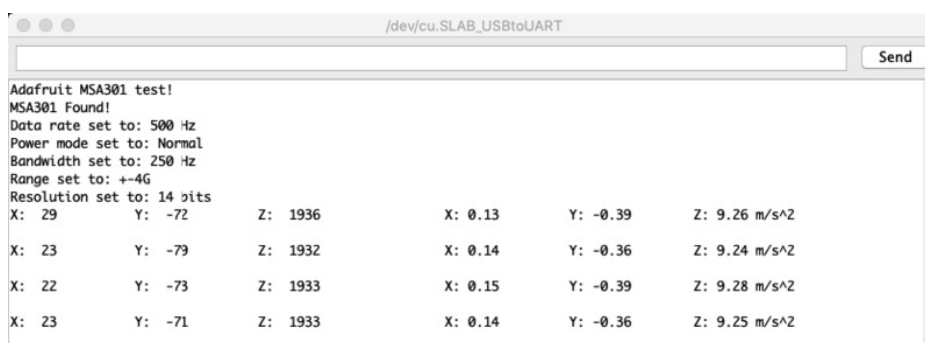 /dev/cu.SLAB_USBtoUART
Send
Adafruit MSA301 test!
MSA301 Found!
Data rate set to: 500 Hz
Power mode set to: Normal
Bandwidth set to: 250 Hz
Range set to: +-4G
Resolution set to: 14 bits
X: 29 Y: -72 Z: 1936 X: 0.13 Y: -0.39 Z: 9.26 m/s^2
X: 23 Y: -79 Z: 1932 X: 0.14 Y: -0.36 Z: 9.24 m/s^2
X: 22 Y: -73 Z: 1933 X: 0.15 Y: -0.39 Z: 9.28 m/s^2
X: 23 Y: -71 Z: 1933 X: 0.14 Y: -0.36 Z: 9.25 m/s^2